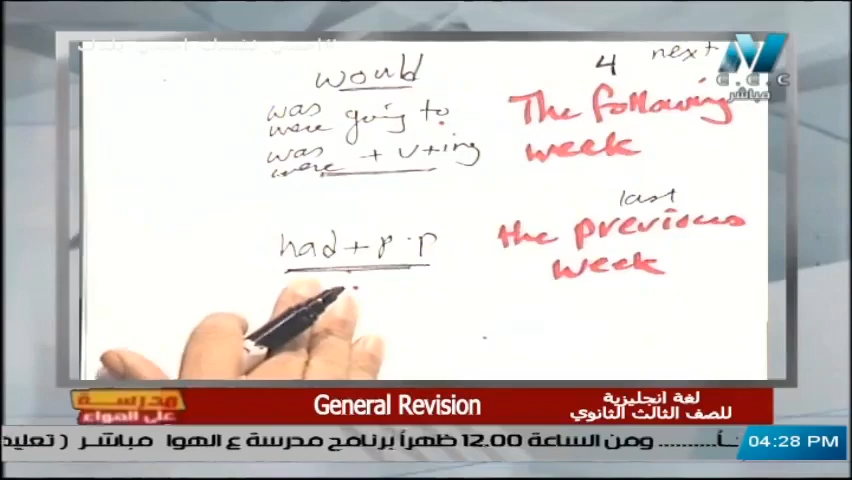 would
4 next
was
were going to
The following
week
was
were + v + ing
last
had + p.p
the previous
week
C C C
مباشر
مدرسة
على الهواء
General Revision
لغة انجليزية
للصف الثالث الثانوي
ـاً........ ومن الساعة 12.00 ظهراً برنامج مدرسة ع الهوا مباشر ( تعليم
04:28 PM